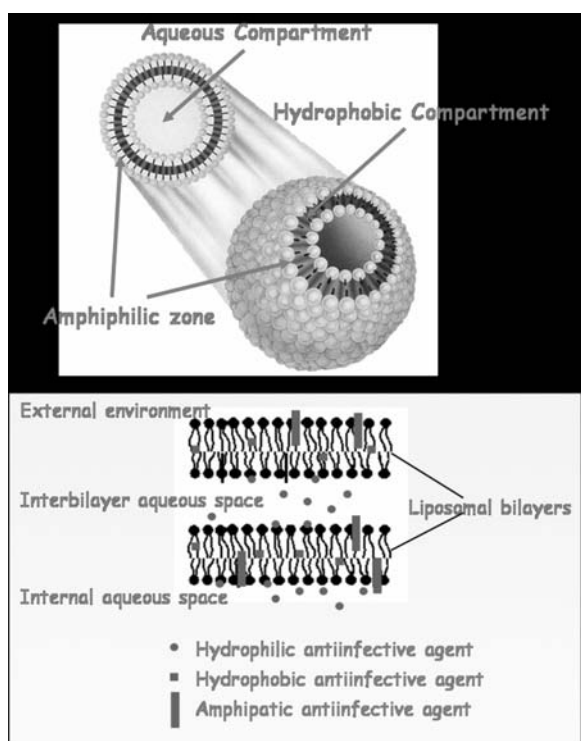 Aqueous Compartment
Hydrophobic Compartment
Amphiphilic zone
External environment
Interbilayer aqueous space
Liposomal bilayers
Internal aqueous space
Hydrophilic antiinfective agent
Hydrophobic antiinfective agent
Amphipatic antiinfective agent